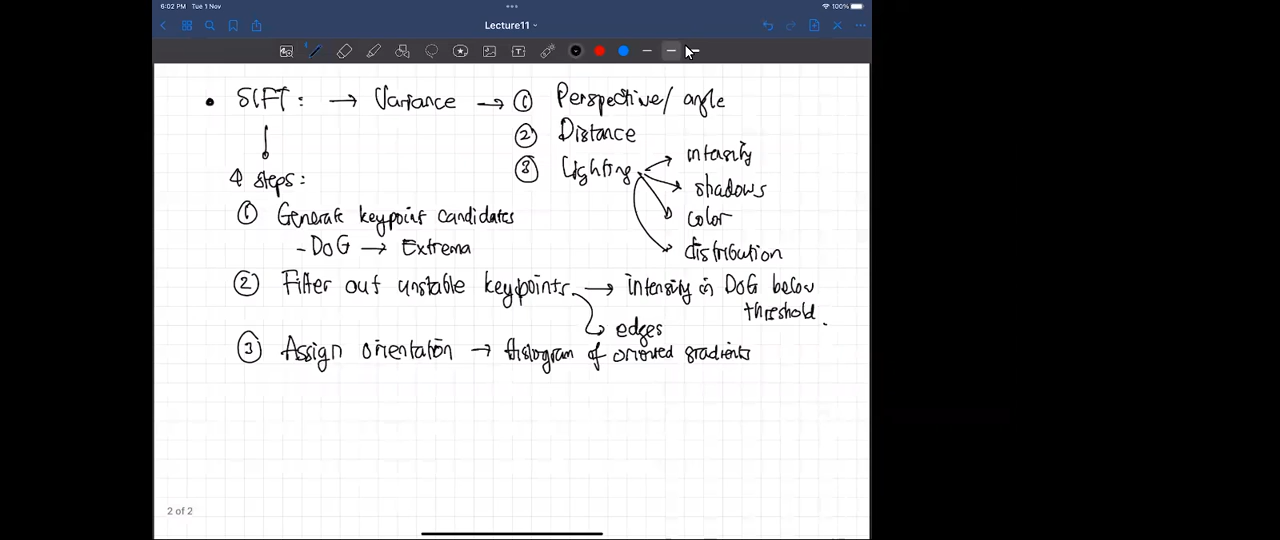 6:02 PM Tue 1 Nov
100%
Lecture11
• SIFT: → Variance → ① Perspective/angle
② Distance
③ Lighting
intensity
shadows
color
distribution
4 steps:
① Generate keypoint candidates
- DoG → Extrema
② Filter out unstable keypoints → intensity in DoG below
threshold.
edges
③ Assign orientation → Histogram of oriented gradients
2 of 2